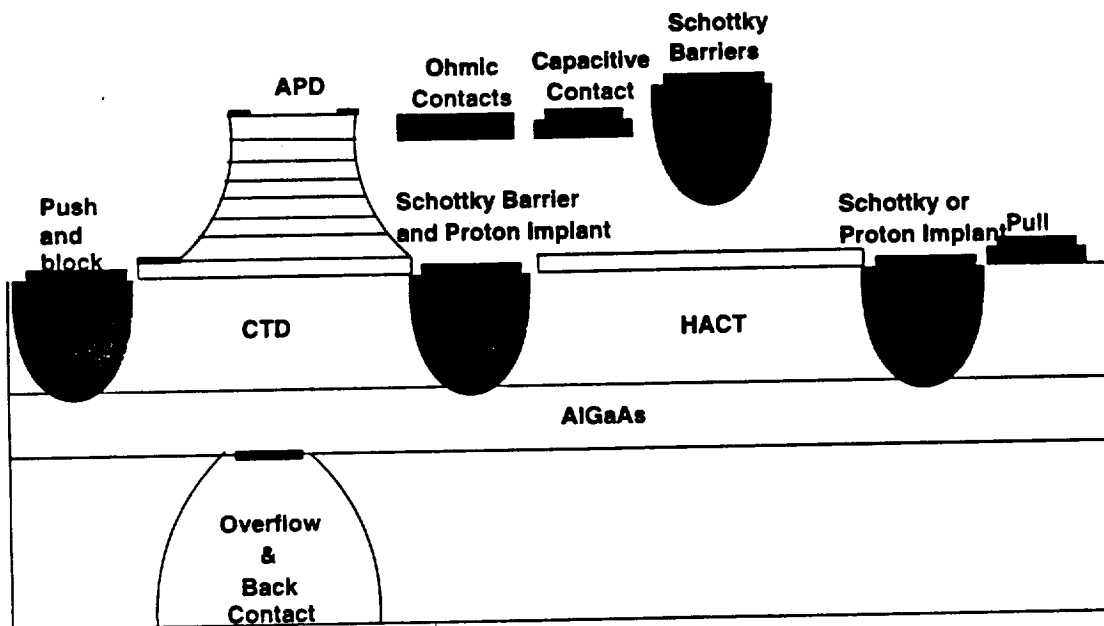 Schottky
Barriers
APD
Ohmic
Contacts
Capacitive
Contact
Push
and
block
Schottky Barrier
and Proton Implant
Schottky or
Proton Implant
Pull
CTD
HACT
AlGaAs
Overflow
&
Back
Contact